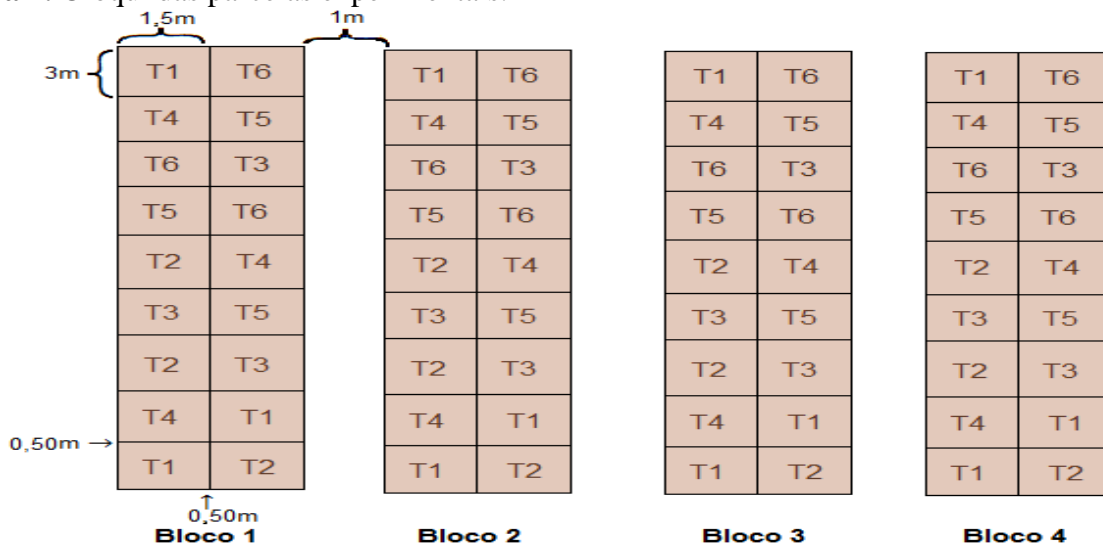 1,5m 1m
3m
T1 T6 T1 T6 T1 T6 T1 T6
T4 T5 T4 T5 T4 T5 T4 T5
T6 T3 T6 T3 T6 T3 T6 T3
T5 T6 T5 T6 T5 T6 T5 T6
T2 T4 T2 T4 T2 T4 T2 T4
T3 T5 T3 T5 T3 T5 T3 T5
T2 T3 T2 T3 T2 T3 T2 T3
T4 T1 T4 T1 T4 T1 T4 T1
0,50m →
T1 T2 T1 T2 T1 T2 T1 T2
↑
0,50m
Bloco 1 Bloco 2 Bloco 3 Bloco 4